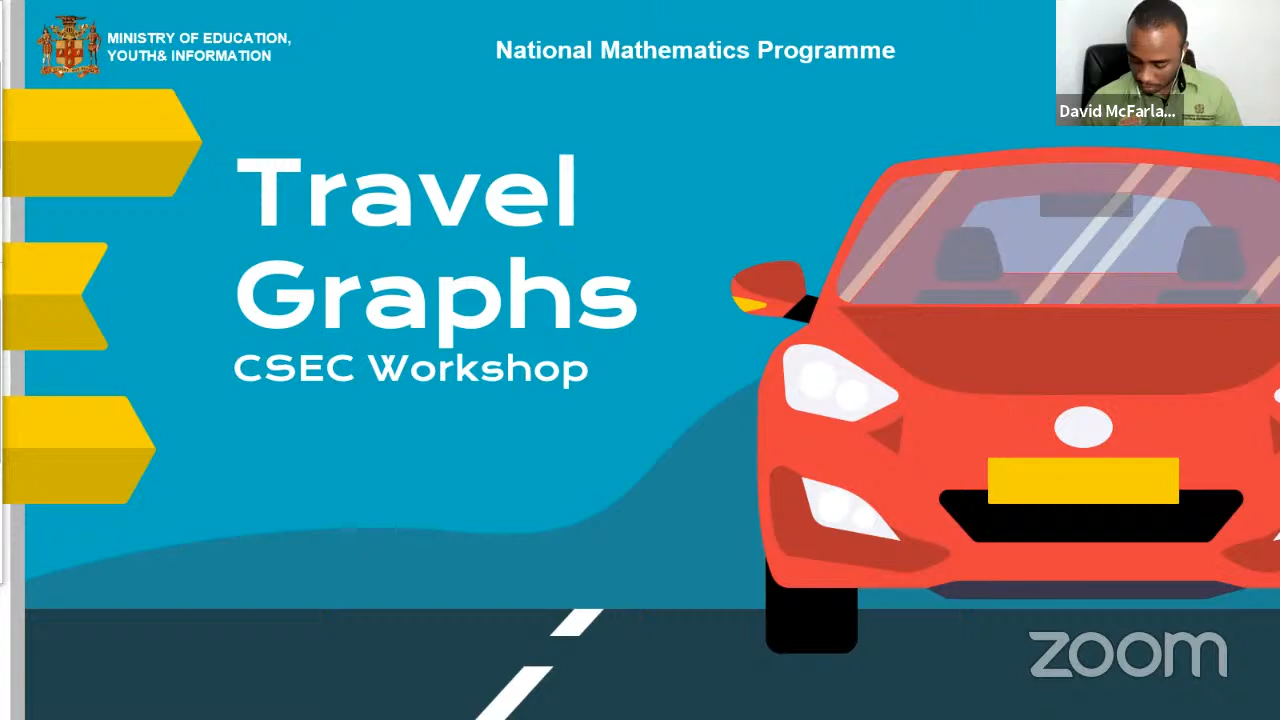 MINISTRY OF EDUCATION,
YOUTH& INFORMATION
National Mathematics Programme
David McFarla...
Travel
Graphs
CSEC Workshop
zoom